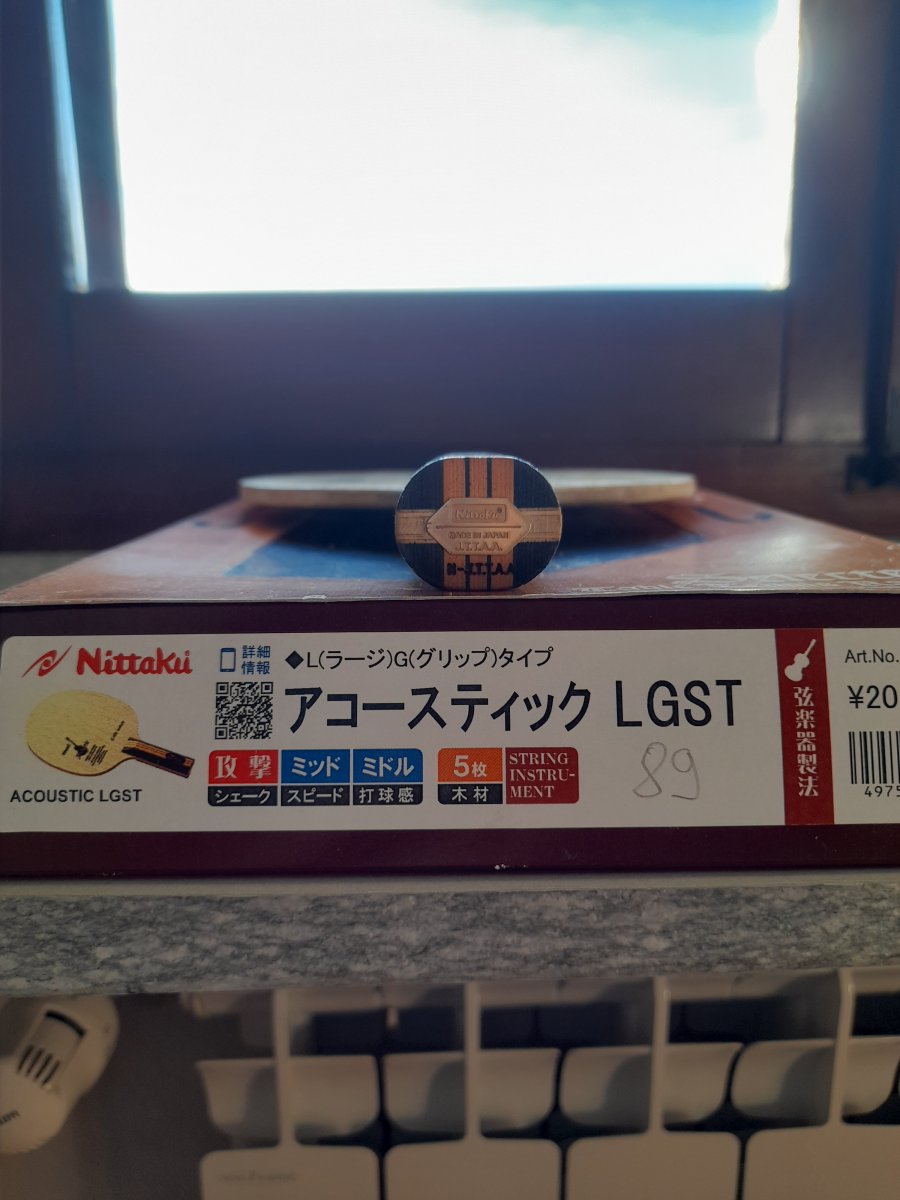 Nittaku
MADE IN JAPAN
J.T.T.A.A.
N-J.T.T.A.A
Nittaku
詳細
情報
◆L(ラージ)G(グリップ)タイプ
アコースティック LGST
ACOUSTIC LGST
攻撃
シェーク
ミッド
スピード
ミドル
打球感
5枚
木材
STRING
INSTRU-
MENT
89
弦楽器製法
Art.No.
¥20
4975